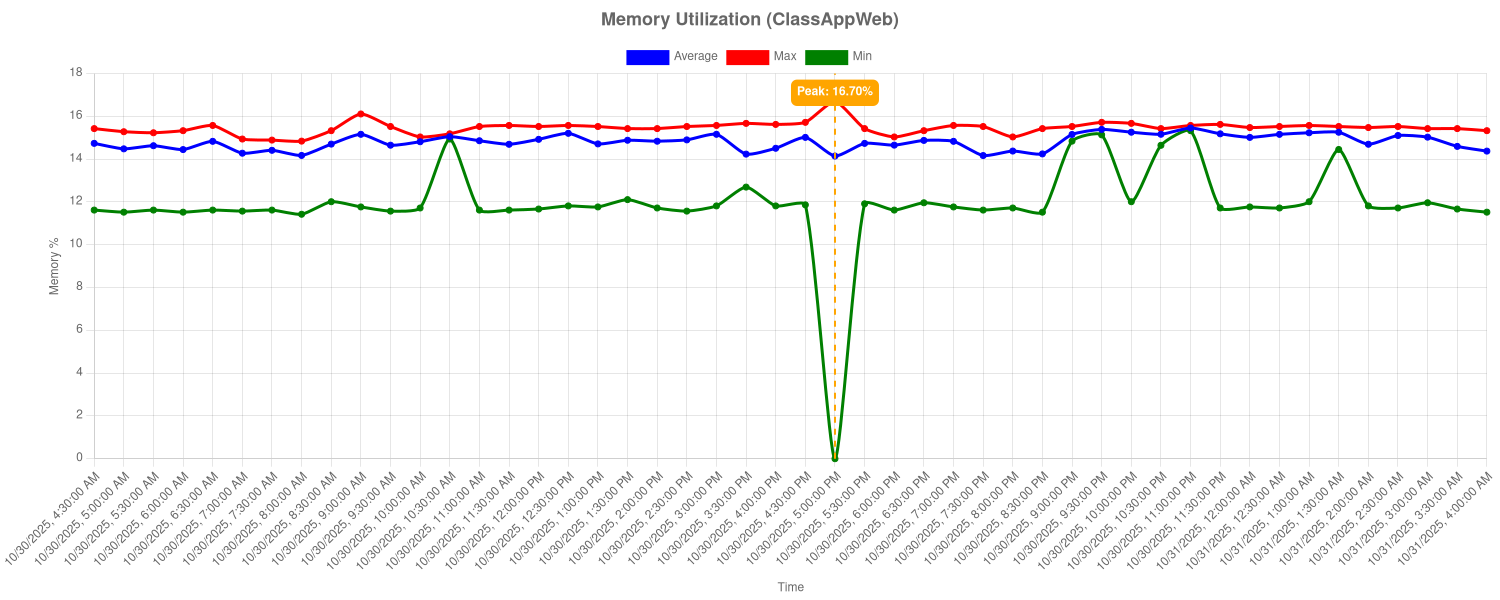 Memory Utilization (ClassAppWeb)
Average Max Min
Peak: 16.70%
18
16
14
12
10
8
6
4
2
0
Memory %
10/30/2025, 4:30:00 AM
10/30/2025, 5:00:00 AM
10/30/2025, 5:30:00 AM
10/30/2025, 6:00:00 AM
10/30/2025, 6:30:00 AM
10/30/2025, 7:00:00 AM
10/30/2025, 7:30:00 AM
10/30/2025, 8:00:00 AM
10/30/2025, 8:30:00 AM
10/30/2025, 9:00:00 AM
10/30/2025, 9:30:00 AM
10/30/2025, 10:00:00 AM
10/30/2025, 10:30:00 AM
10/30/2025, 11:00:00 AM
10/30/2025, 11:30:00 AM
10/30/2025, 12:00:00 PM
10/30/2025, 12:30:00 PM
10/30/2025, 1:00:00 PM
10/30/2025, 1:30:00 PM
10/30/2025, 2:00:00 PM
10/30/2025, 2:30:00 PM
10/30/2025, 3:00:00 PM
10/30/2025, 3:30:00 PM
10/30/2025, 4:00:00 PM
10/30/2025, 4:30:00 PM
10/30/2025, 5:00:00 PM
10/30/2025, 5:30:00 PM
10/30/2025, 6:00:00 PM
10/30/2025, 6:30:00 PM
10/30/2025, 7:00:00 PM
10/30/2025, 7:30:00 PM
10/30/2025, 8:00:00 PM
10/30/2025, 8:30:00 PM
10/30/2025, 9:00:00 PM
10/30/2025, 9:30:00 PM
10/30/2025, 10:00:00 PM
10/30/2025, 10:30:00 PM
10/30/2025, 11:00:00 PM
10/30/2025, 11:30:00 PM
10/31/2025, 12:00:00 AM
10/31/2025, 12:30:00 AM
10/31/2025, 1:00:00 AM
10/31/2025, 1:30:00 AM
10/31/2025, 2:00:00 AM
10/31/2025, 2:30:00 AM
10/31/2025, 3:00:00 AM
10/31/2025, 3:30:00 AM
10/31/2025, 4:00:00 AM
Time